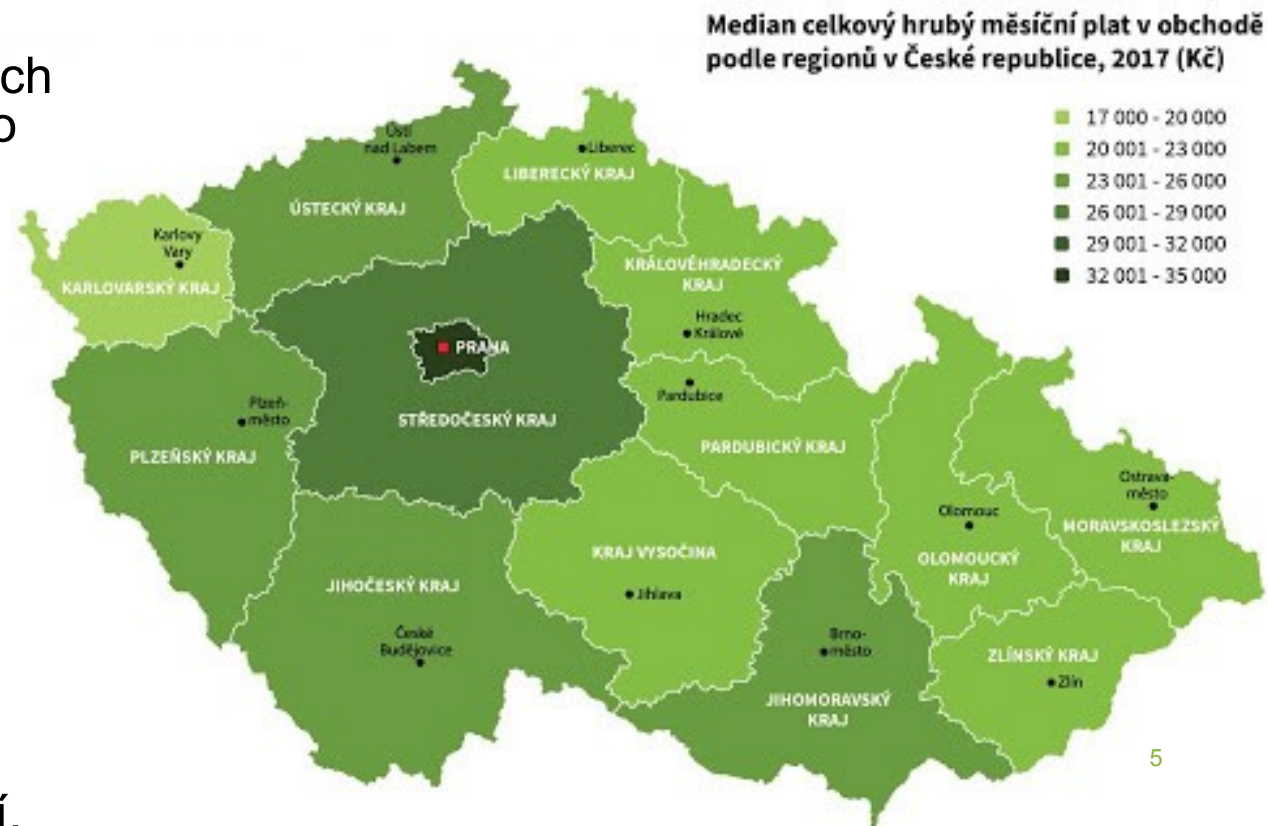 Median celkový hrubý měsíční plat v obchodě
podle regionů v České republice, 2017 (Kč)
ch
o
17 000 - 20 000
20 001 - 23 000
23 001 - 26 000
26 001 - 29 000
29 001 - 32 000
32 001 - 35 000
Ústí
nad Labem
ÚSTECKÝ KRAJ
Liberec
LIBERECKÝ KRAJ
Karlovy
Vary
KARLOVARSKÝ KRAJ
KRÁLOVÉHRADECKÝ
KRAJ
Hradec
Králové
PRAHA
STŘEDOČESKÝ KRAJ
Plzeň-
město
PLZEŇSKÝ KRAJ
Pardubice
PARDUBICKÝ KRAJ
Ostrava-
město
MORAVSKOSLEZSKÝ
KRAJ
Olomouc
OLOMOUCKÝ
KRAJ
KRAJ VYSOČINA
Jihlava
JIHOČESKÝ KRAJ
České
Budějovice
Brno-
město
JIHOMORAVSKÝ
KRAJ
ZLÍNSKÝ KRAJ
Zlín
5
í.